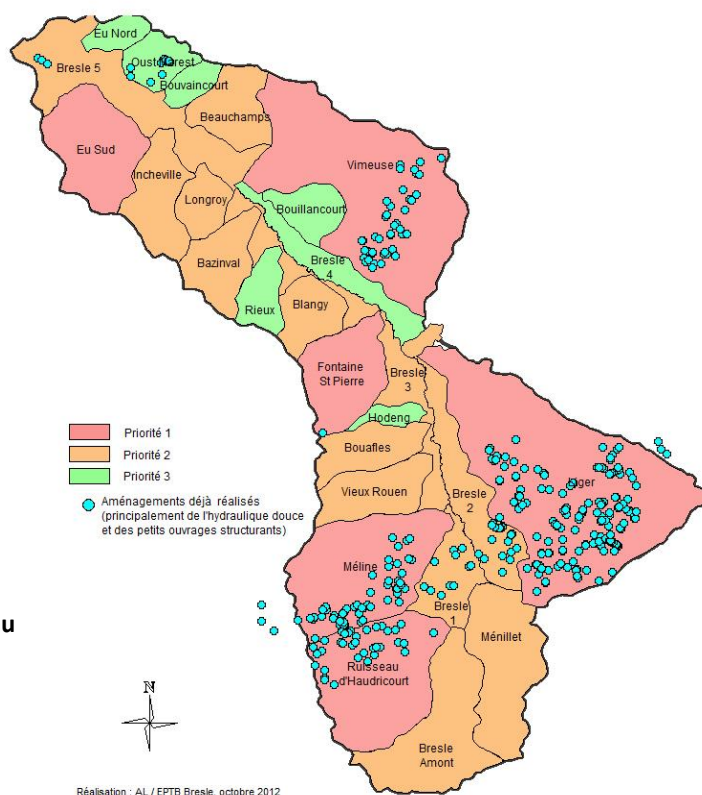 Eu Nord
Oust Forest
Bresle 5
Bouvaincourt
Beauchamps
Eu Sud
Vimeuse
Incheville
Longroy
Bouillancourt
Bazinval
Bresle
4
Rieux
Blangy
Fontaine
St Pierre
Bresle
3
Hodeng
Priorité 1
Priorité 2
Priorité 3
Aménagements déjà réalisés
(principalement de l'hydraulique douce
et des petits ouvrages structurants)
Bouafles
Vieux Rouen
Bresle
2
Méline
Bresle
1
Ménillet
u
Ruisseau
d'Haudricourt
N
Bresle
Amont
Réalisation : AL / EPTB Bresle, octobre 2012